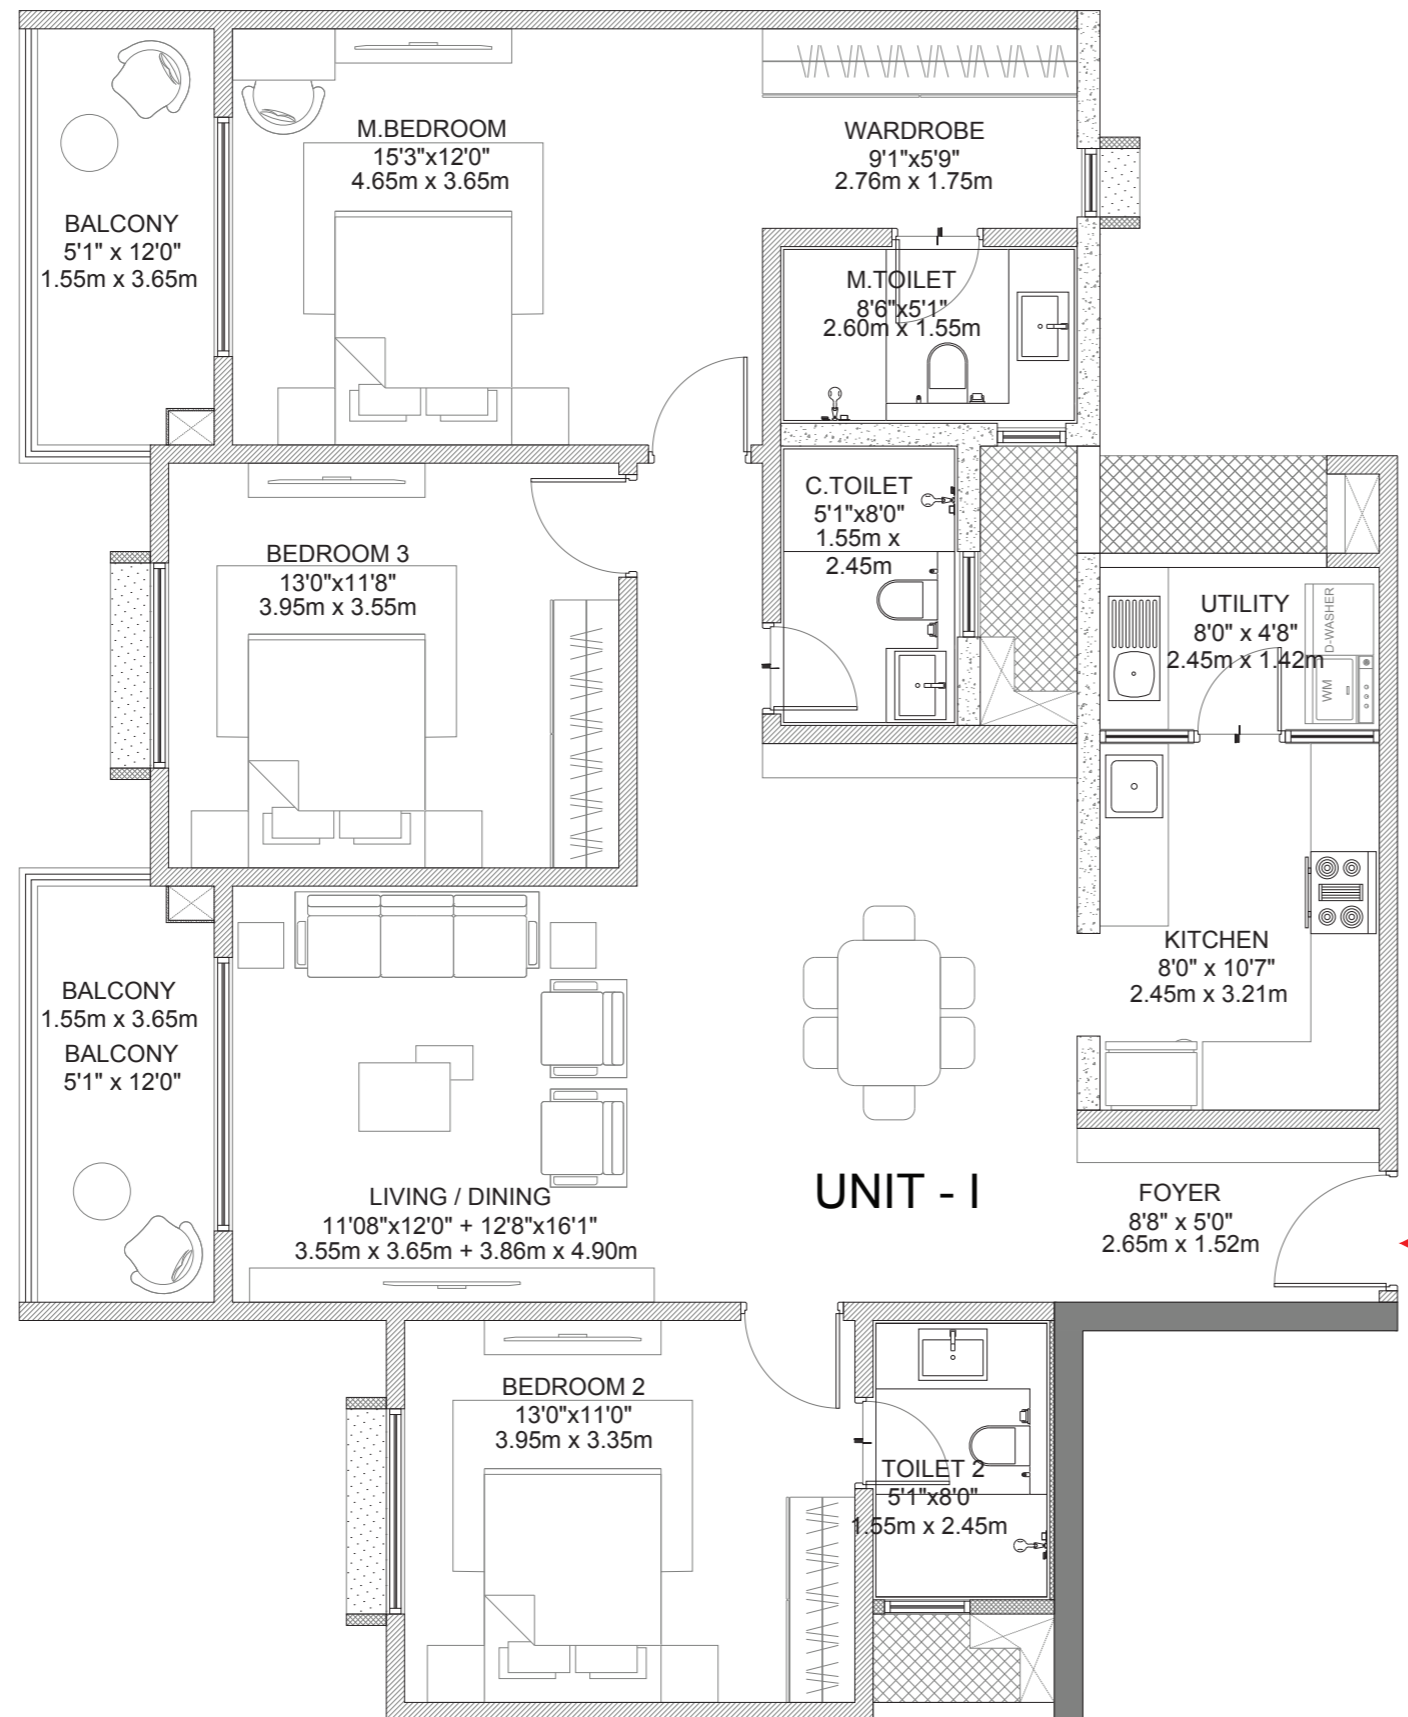 M.BEDROOM
15'3"x12'0"
4.65m x 3.65m
WARDROBE
9'1"x5'9"
2.76m x 1.75m
BALCONY
5'1" x 12'0"
1.55m x 3.65m
M.TOILET
8'6"x5'1"
2.60m x 1.55m
C.TOILET
5'1"x8'0"
1.55m x
2.45m
BEDROOM 3
13'0"x11'8"
3.95m x 3.55m
UTILITY
8'0" x 4'8"
2.45m x 1.42m
D-WASHER
WM
KITCHEN
8'0" x 10'7"
2.45m x 3.21m
BALCONY
1.55m x 3.65m
BALCONY
5'1" x 12'0"
LIVING / DINING
11'08"x12'0" + 12'8"x16'1"
3.55m x 3.65m + 3.86m x 4.90m
UNIT - I
FOYER
8'8" x 5'0"
2.65m x 1.52m
BEDROOM 2
13'0"x11'0"
3.95m x 3.35m
TOILET 2
5'1"x8'0"
1.55m x 2.45m